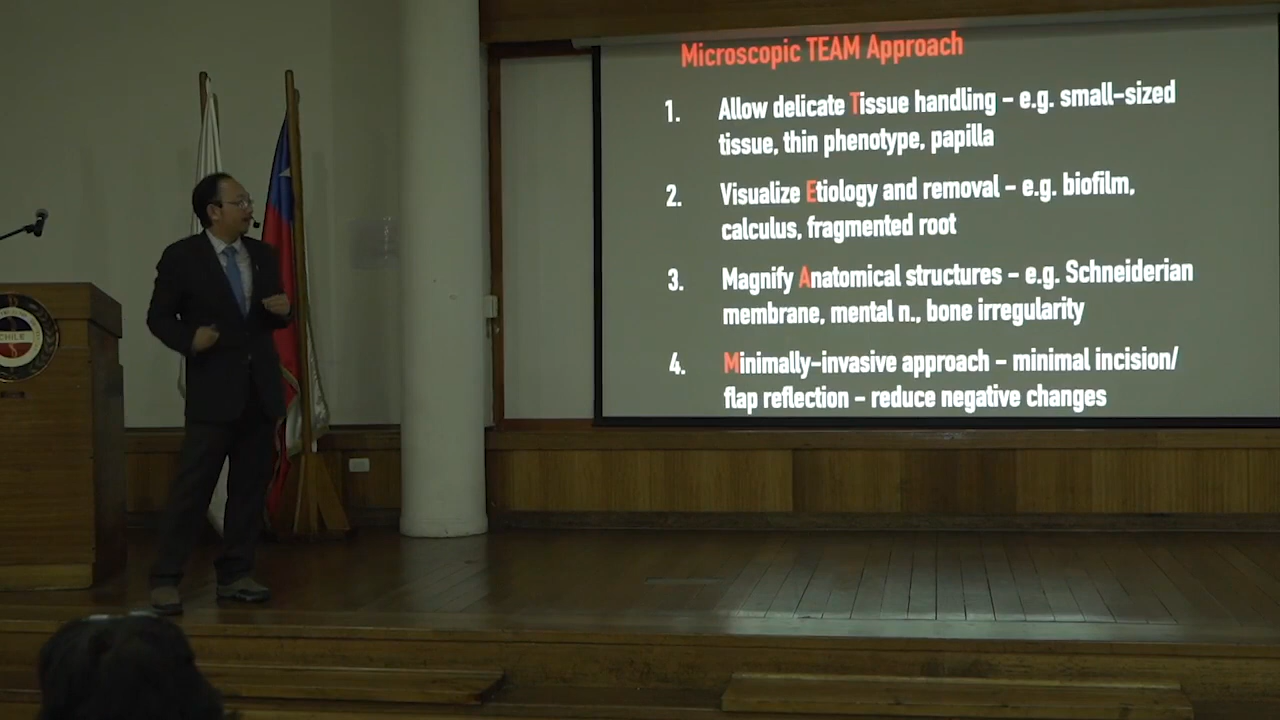 Microscopic TEAM Approach
1. Allow delicate Tissue handling – e.g. small-sized
tissue, thin phenotype, papilla
2. Visualize Etiology and removal – e.g. biofilm,
calculus, fragmented root
3. Magnify Anatomical structures – e.g. Schneiderian
membrane, mental n., bone irregularity
4. Minimally-invasive approach – minimal incision/
flap reflection – reduce negative changes
CHILE